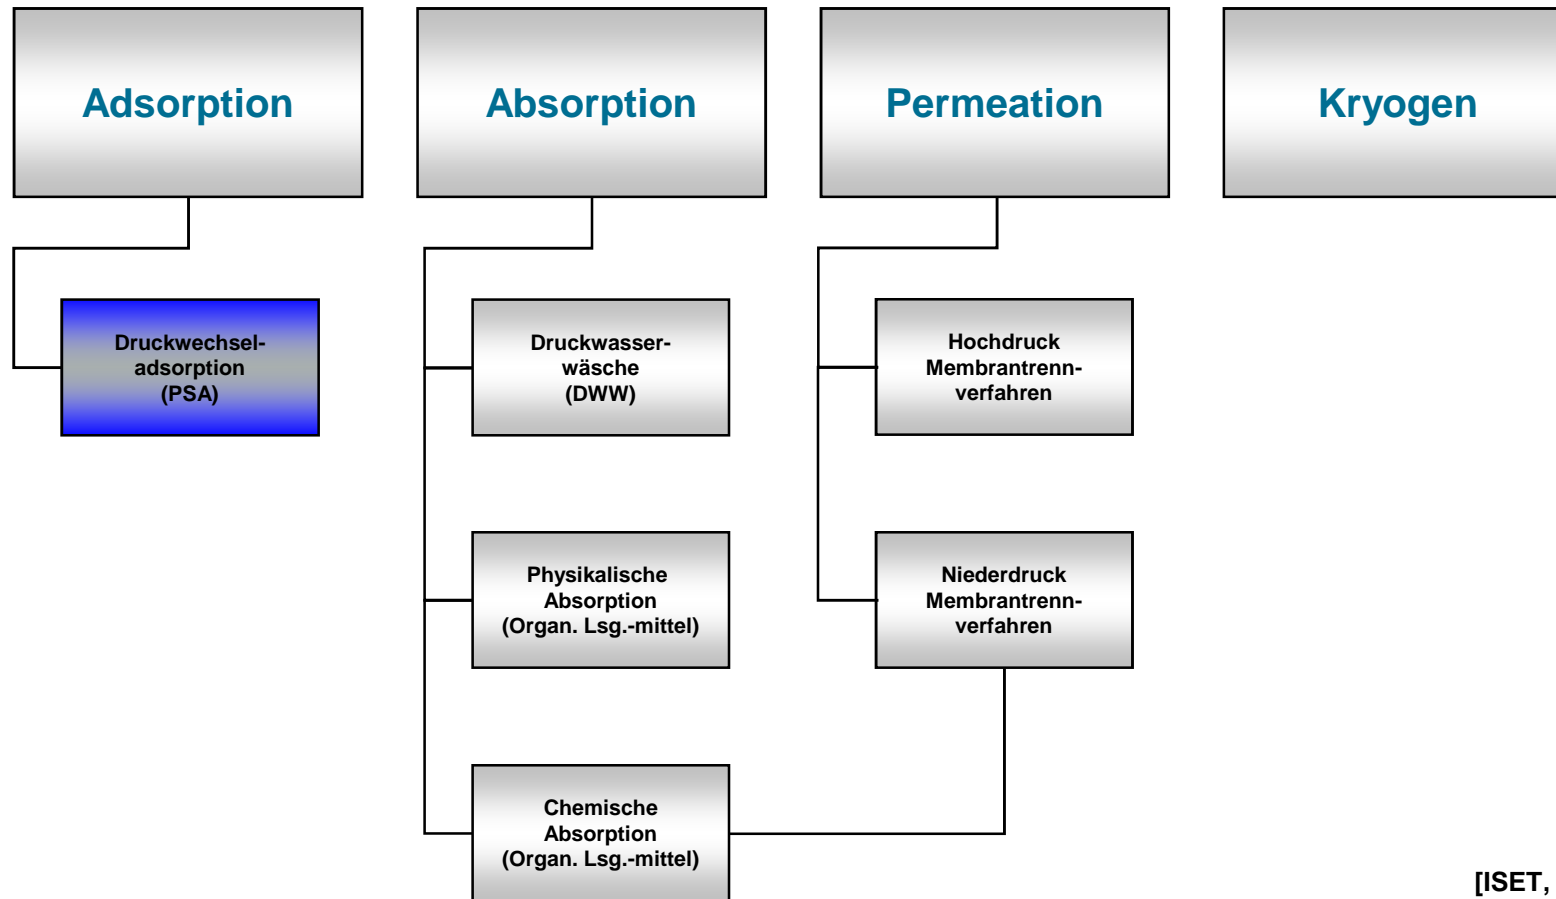 Adsorption
Absorption
Permeation
Kryogen
Druckwechsel-
adsorption
(PSA)
Druckwasser-
wäsche
(DWW)
Hochdruck
Membrantrenn-
verfahren
Physikalische
Absorption
(Organ. Lsg.-mittel)
Niederdruck
Membrantrenn-
verfahren
Chemische
Absorption
(Organ. Lsg.-mittel)
[ISET,